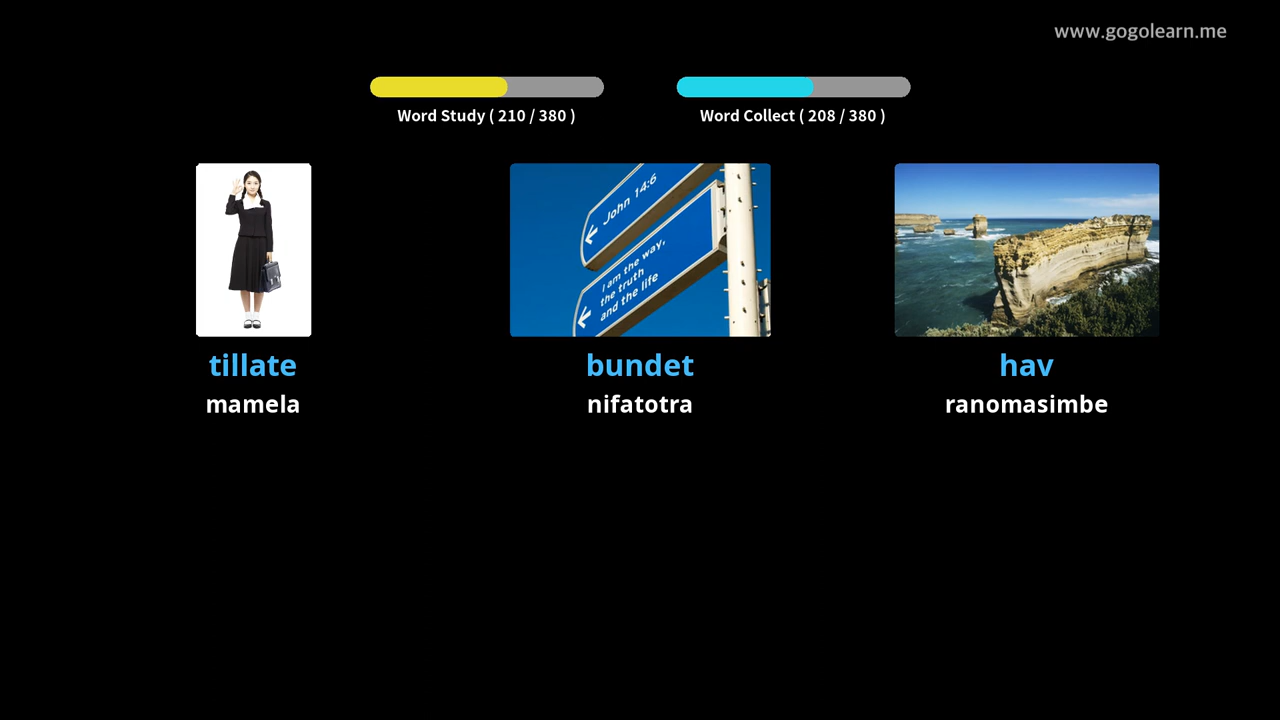 www.gogolearn.me
Word Study ( 210 / 380 )
Word Collect ( 208 / 380 )
John 14:6
I am the way,
the truth
and the life
tillate
bundet
hav
mamela
nifatotra
ranomasimbe